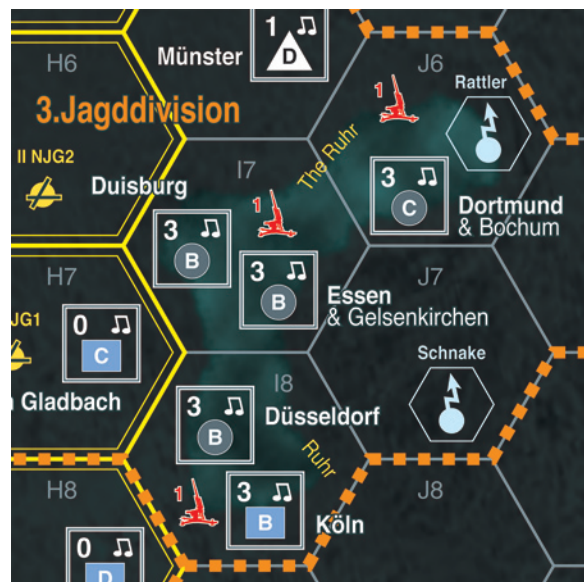 1
D
Münster
H6
J6
1
Rattler
3.Jagddivision
II NJG2
Duisburg
I7
The Ruhr
1
3
C
Dortmund
& Bochum
3
B
3
B
Essen
& Gelsenkirchen
H7
J7
JG1
0
C
Gladbach
I8
Schnake
3
B
Düsseldorf
Ruhr
H8
1
3
B
Köln
J8
0
D